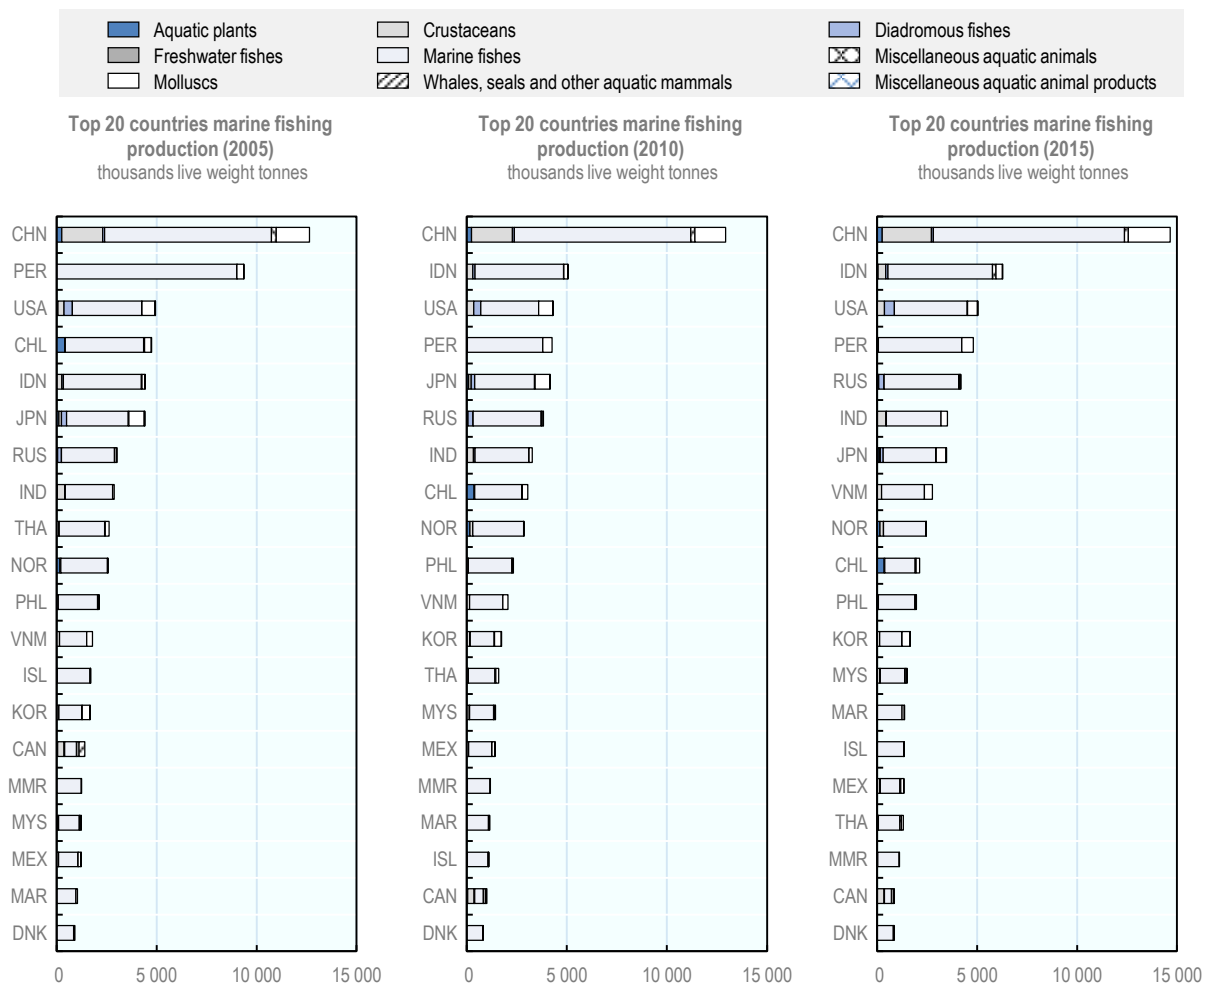 Aquatic plants
Crustaceans
Diadromous fishes
Freshwater fishes
Marine fishes
Miscellaneous aquatic animals
Molluscs
Whales, seals and other aquatic mammals
Miscellaneous aquatic animal products
Top 20 countries marine fishing
production (2005)
thousands live weight tonnes
CHN
PER
USA
CHL
IDN
JPN
RUS
IND
THA
NOR
PHL
VNM
ISL
KOR
CAN
MMR
MYS
MEX
MAR
DNK
0
5 000
10 000
15 000
Top 20 countries marine fishing
production (2010)
thousands live weight tonnes
CHN
IDN
USA
PER
JPN
RUS
IND
CHL
NOR
PHL
VNM
KOR
THA
MYS
MEX
MMR
MAR
ISL
CAN
DNK
0
5 000
10 000
15 000
Top 20 countries marine fishing
production (2015)
thousands live weight tonnes
CHN
IDN
USA
PER
RUS
IND
JPN
VNM
NOR
CHL
PHL
KOR
MYS
MAR
ISL
MEX
THA
MMR
CAN
DNK
0
5 000
10 000
15 000